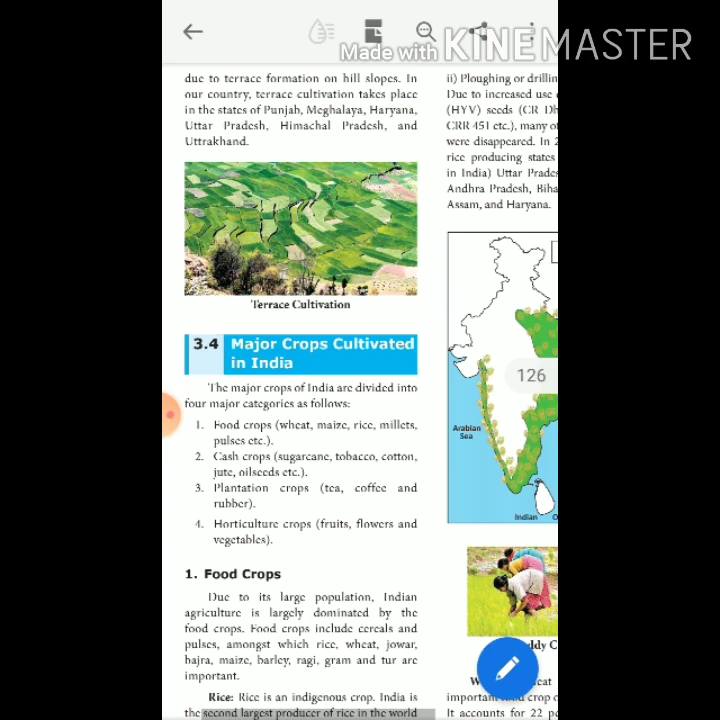 Made with KINEMASTER
due to terrace formation on hill slopes. In
our country, terrace cultivation takes place
in the states of Punjab, Meghalaya, Haryana,
Uttar Pradesh, Himachal Pradesh, and
Uttrakhand.
Terrace Cultivation
3.4 Major Crops Cultivated
in India
The major crops of India are divided into
four major categories as follows:
1. Food crops (wheat, maize, rice, millets,
pulses etc.).
2. Cash crops (sugarcane, tobacco, cotton,
jute, oilseeds etc.).
3. Plantation crops (tea, coffee and
rubber).
4. Horticulture crops (fruits, flowers and
vegetables).
1. Food Crops
Due to its large population, Indian
agriculture is largely dominated by the
food crops. Food crops include cereals and
pulses, amongst which rice, wheat, jowar,
bajra, maize, barley, ragi, gram and tur are
important.
Rice: Rice is an indigenous crop. India is
the second largest producer of rice in the world
ii) Ploughing or drillin
Due to increased use
(HYV) seeds (CR Dh
CRR 451 etc.), many of
were disappeared. In 2
rice producing states
in India) Uttar Prades
Andhra Pradesh, Biha
Assam, and Haryana.
126
Arabian
Sea
Indian O
ddy C
W eat
important food crop o
It accounts for 22 pe